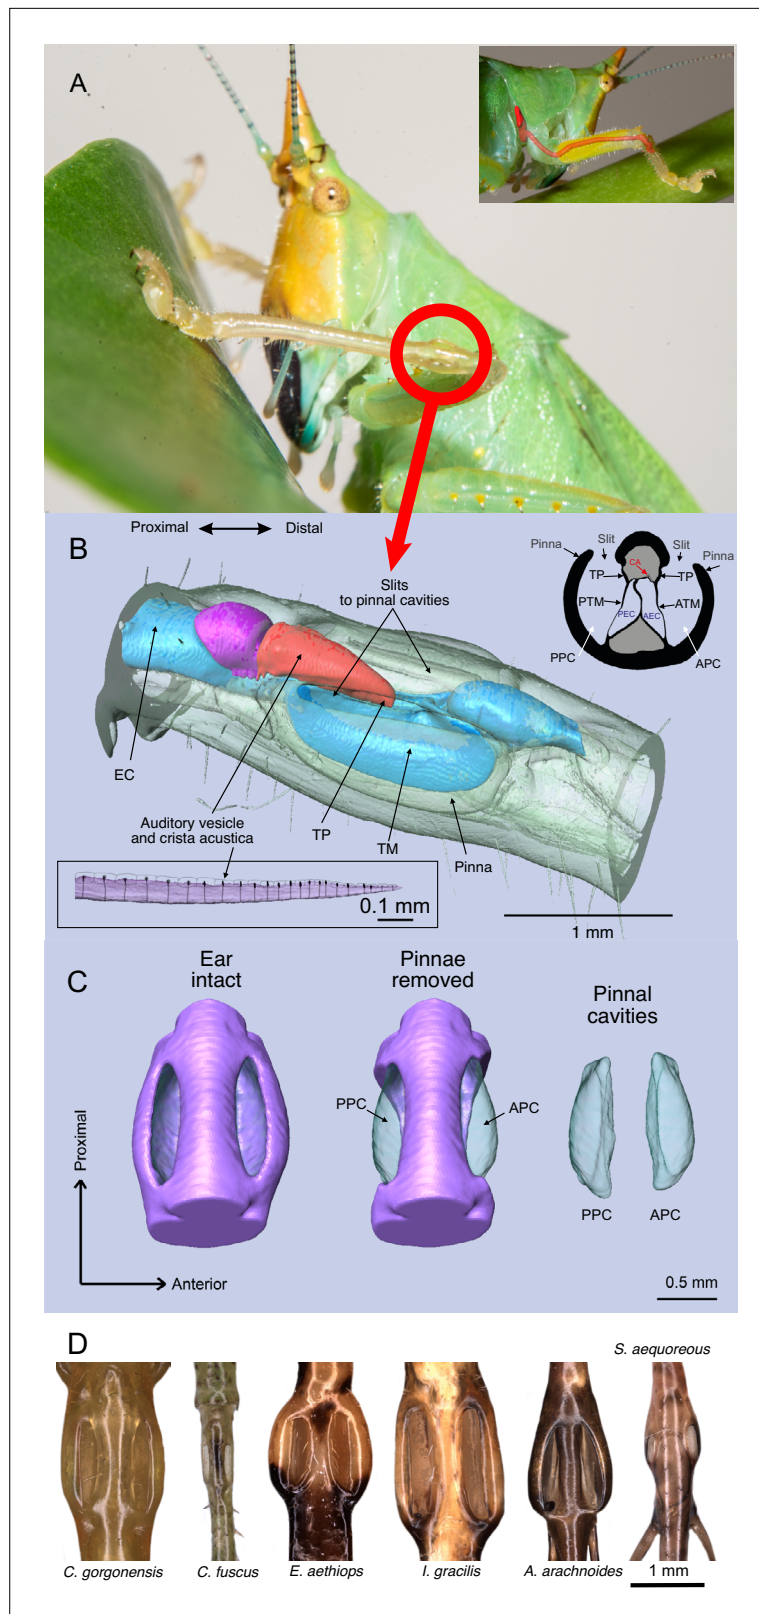 A
B
Proximal
Distal
Slits
to pinnal cavities
Pinna
Slit
Slit
Pinna
CA
TP
TP
PTM
ATM
PEC
AEC
PPC
APC
EC
Auditory vesicle
and crista acustica
TP
TM
Pinna
0.1 mm
1 mm
C
Ear
intact
Pinnae
removed
Pinnal
cavities
PPC
APC
Proximal
Anterior
PPC
APC
0.5 mm
D
S. aequoreous
C. gorgonensis
C. fuscus
E. aethiops
I. gracilis
A. arachnoides
1 mm